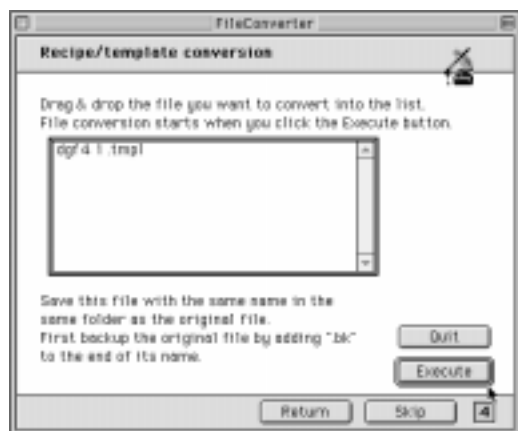 FileConverter
Recipe/template conversion
Drag & drop the file you want to convert into the list.
File conversion starts when you click the Execute button.
dgf4 1 .tmpl
Save this file with the same name in the
same folder as the original file.
First backup the original file by adding ".bk"
to the end of its name.
Quit
Execute
Return
Skip
4